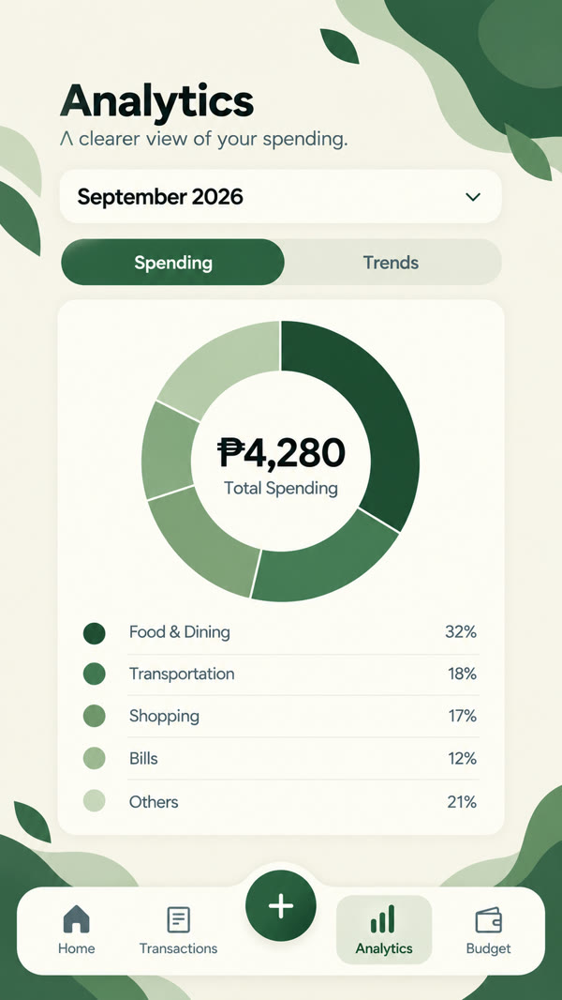 Analytics
Λ clearer view of your spending.
September 2026
Spending
Trends
₱4,280
Total Spending
Food & Dining 32%
Transportation 18%
Shopping 17%
Bills 12%
Others 21%
Home
Transactions
+
Analytics
Budget